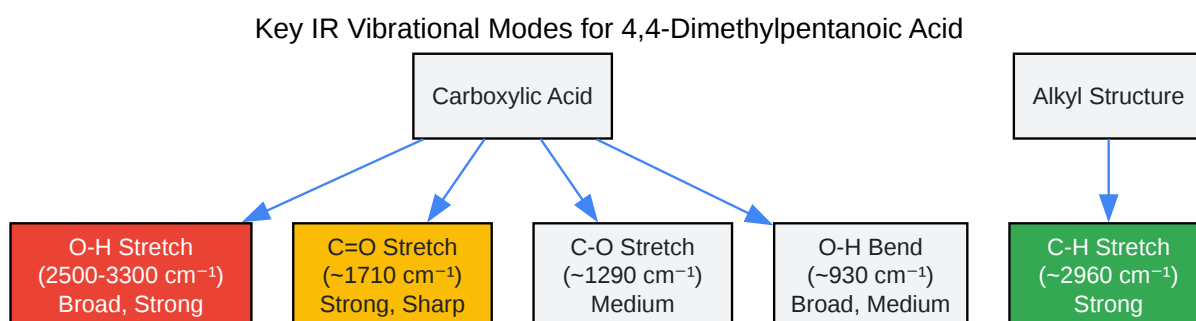 Key IR Vibrational Modes for 4,4-Dimethylpentanoic Acid
Carboxylic Acid
Alkyl Structure
O-H Stretch
(2500-3300 cm⁻¹)
Broad, Strong
C=O Stretch
(~1710 cm⁻¹)
Strong, Sharp
C-O Stretch
(~1290 cm⁻¹)
Medium
O-H Bend
(~930 cm⁻¹)
Broad, Medium
C-H Stretch
(~2960 cm⁻¹)
Strong